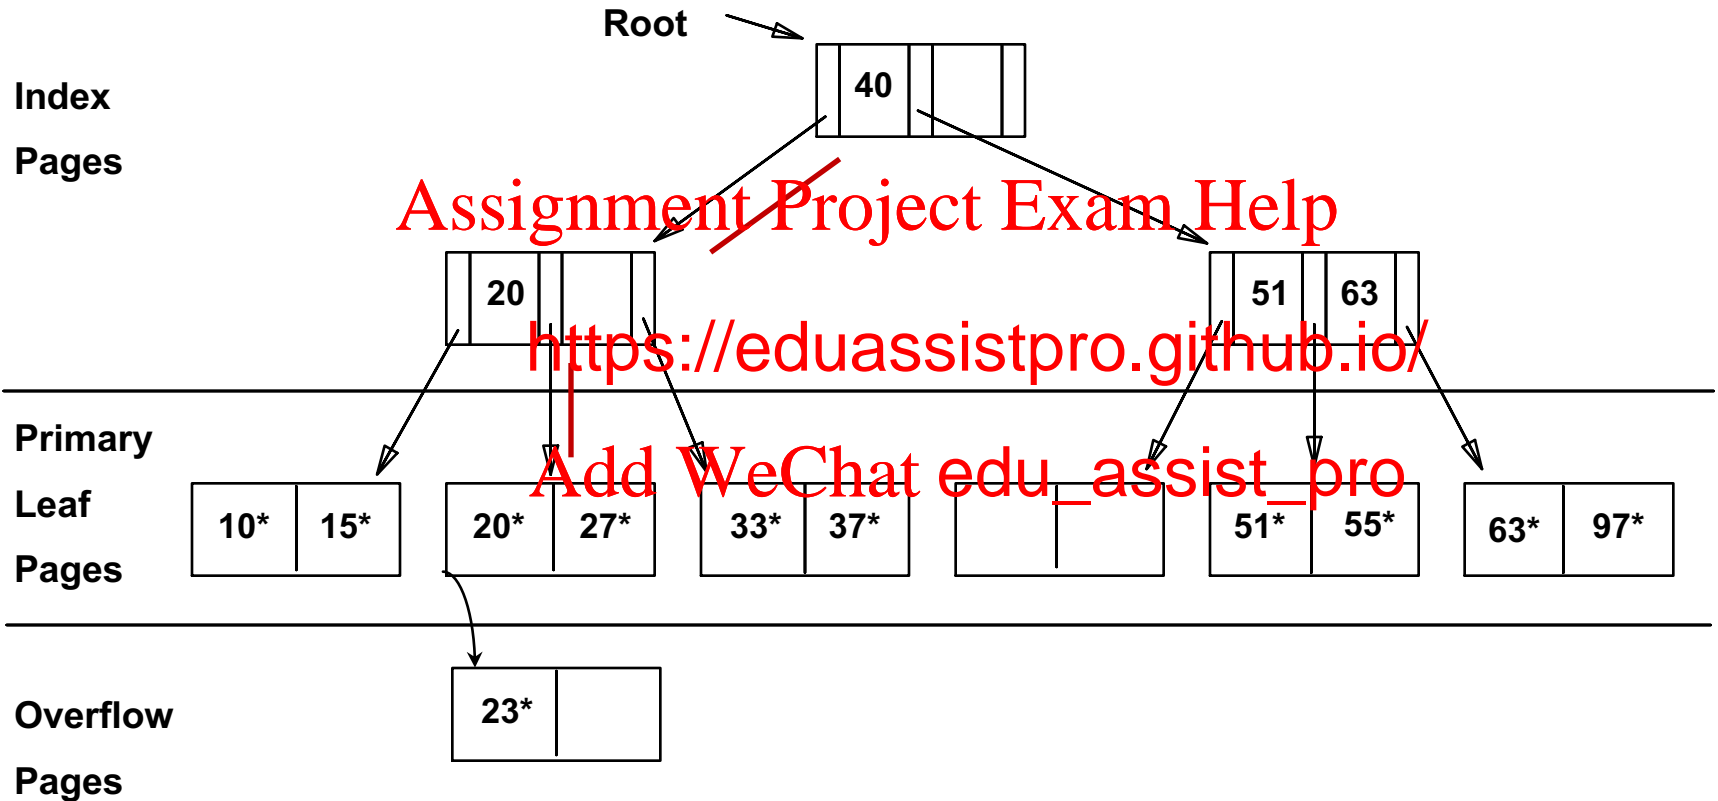 Root
40
Index
Pages
Assignment Project Exam Help
20
51 63
https://eduassistpro.github.io/
Primary
Leaf
Pages
Add WeChat edu_assist_pro
10* 15* 20* 27* 33* 37* 51* 55* 63* 97*
23*
Overflow
Pages